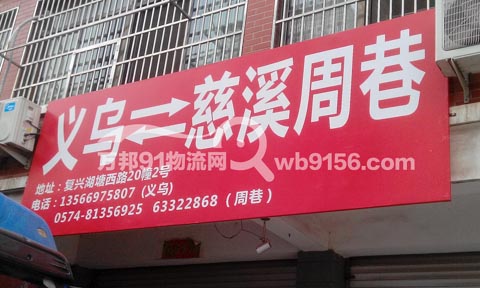 义乌⇌慈溪周巷
万邦91物流网 wb9156.com
地址：复兴湖塘西路20幢2号
电话：13566975807（义乌）
0574-81356925 63322868（周巷）